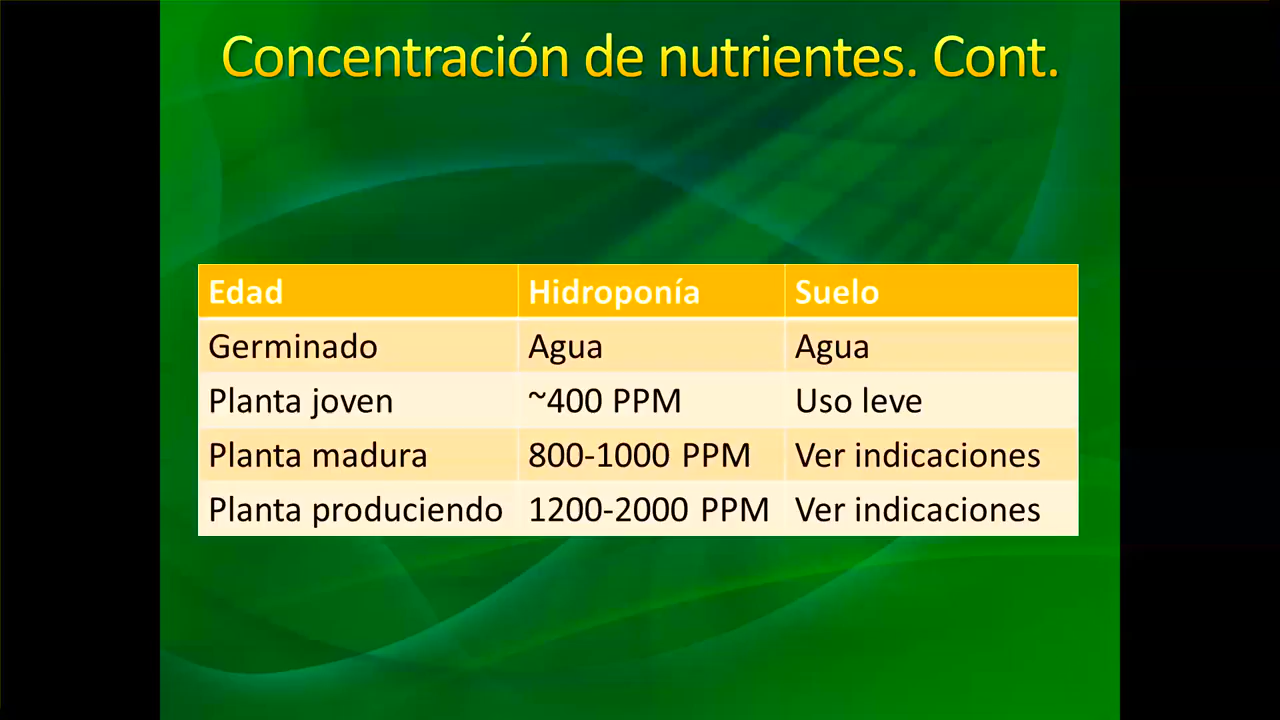 Concentración de nutrientes. Cont.
Edad Hidroponía Suelo
Germinado Agua Agua
Planta joven ~400 PPM Uso leve
Planta madura 800-1000 PPM Ver indicaciones
Planta produciendo 1200-2000 PPM Ver indicaciones